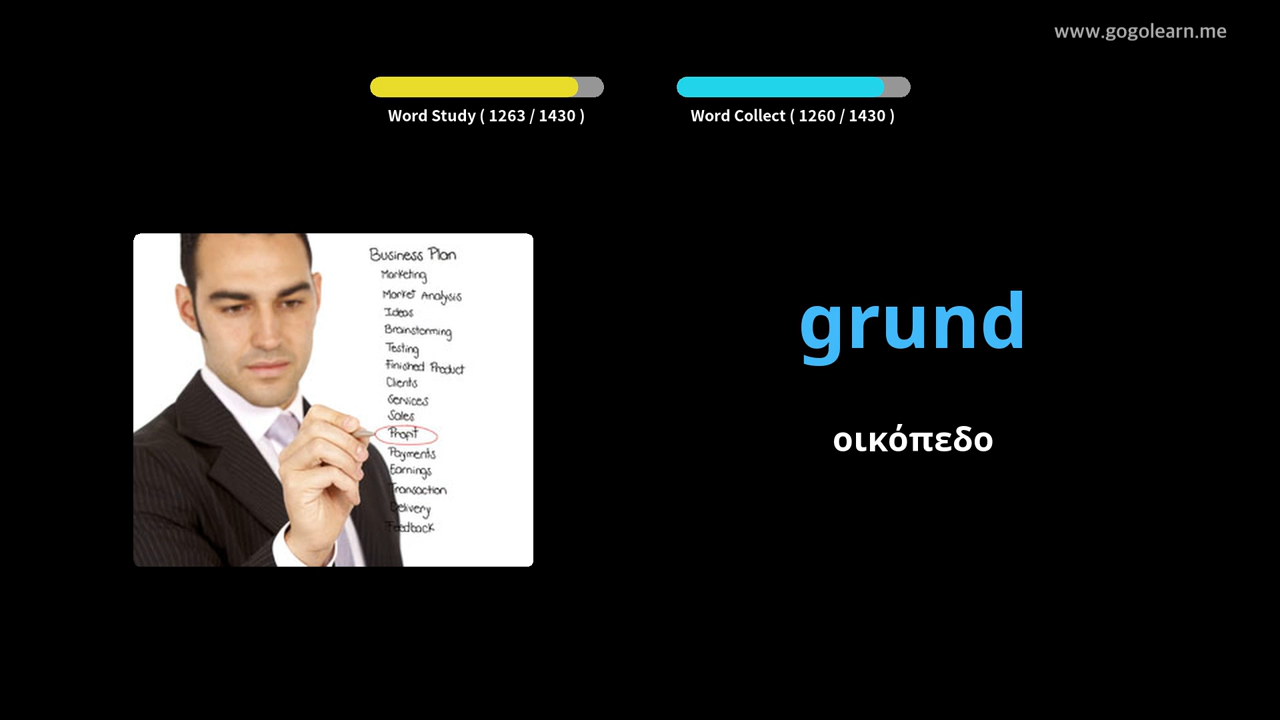 www.gogolearn.me
Word Study ( 1263 / 1430 )
Word Collect ( 1260 / 1430 )
Business Plan
Marketing
Market Analysis
Ideas
Brainstorming
Testing
Finished Product
Clients
Services
Sales
Profit
Payments
Earnings
Transaction
Delivery
Feedback
grund
οικόπεδο